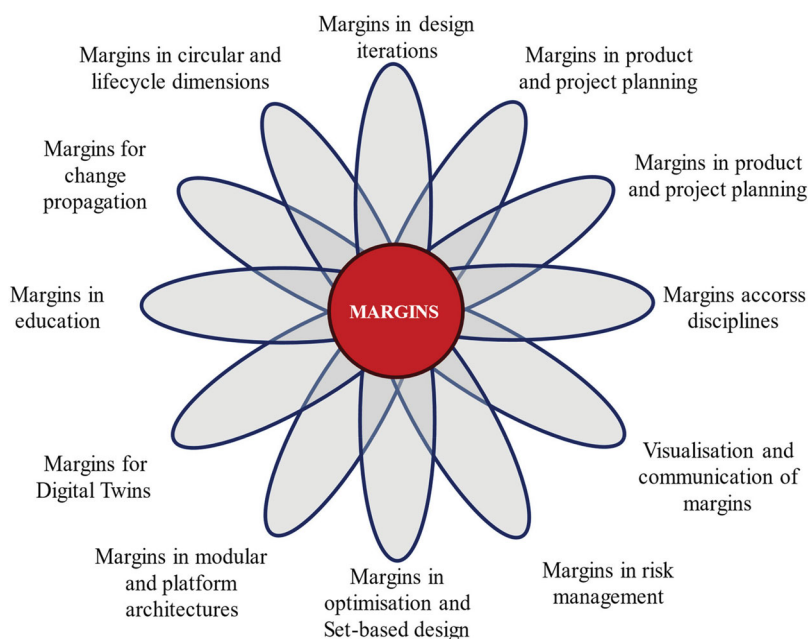 Margins in design
iterations
Margins in product
and project planning
Margins in product
and project planning
Margins accorss
disciplines
Visualisation and
communication of
margins
Margins in risk
management
Margins in
optimisation and
Set-based design
Margins in modular
and platform
architectures
Margins for
Digital Twins
Margins in
education
Margins for
change
propagation
Margins in circular and
lifecycle dimensions
MARGINS